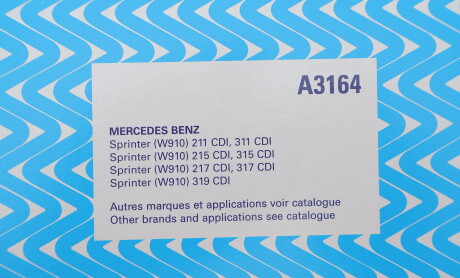 A3164
MERCEDES BENZ
Sprinter (W910) 211 CDI, 311 CDI
Sprinter (W910) 215 CDI, 315 CDI
Sprinter (W910) 217 CDI, 317 CDI
Sprinter (W910) 319 CDI
Autres marques et applications voir catalogue
Other brands and applications see catalogue